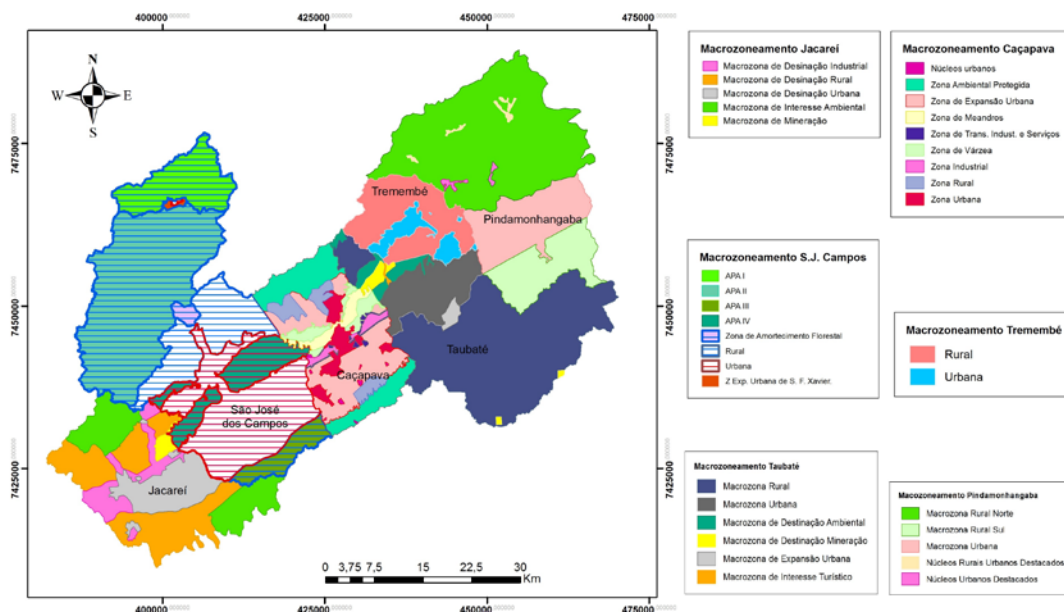 400000
425000
450000
475000
N
W
E
S
7475000
7450000
7425000
7475000
7450000
7425000
Tremembé
Pindamonhangaba
Taubaté
Caçapava
São José
dos Campos
Jacareí
0 3,75 7,5 15 22,5 30
Km
400000
425000
450000
475000
Macrozoneamento Jacareí
Macrozona de Desinação Industrial
Macrozona de Desinação Rural
Macrozona de Desinação Urbana
Macrozona de Interesse Ambiental
Macrozona de Mineração
Macrozoneamento Caçapava
Núcleos urbanos
Zona Ambiental Protegida
Zona de Expansão Urbana
Zona de Meandros
Zona de Trans. Indust. e Serviços
Zona de Várzea
Zona Industrial
Zona Rural
Zona Urbana
Macrozoneamento S.J. Campos
APA I
APA II
APA III
APA IV
Zona de Amortecimento Florestal
Rural
Urbana
Z Exp. Urbana de S. F. Xavier.
Macrozoneamento Tremembé
Rural
Urbana
Macrozoneamento Taubaté
Macrozona Rural
Macrozona Urbana
Macrozona de Destinação Ambiental
Macrozona de Destinação Mineração
Macrozona de Expansão Urbana
Macrozona de Interesse Turístico
Macrozoneamento Pindamonhangaba
Macrozona Rural Norte
Macrozona Rural Sul
Macrozona Urbana
Núcleos Rurais Urbanos Destacados
Núcleos Urbanos Destacados